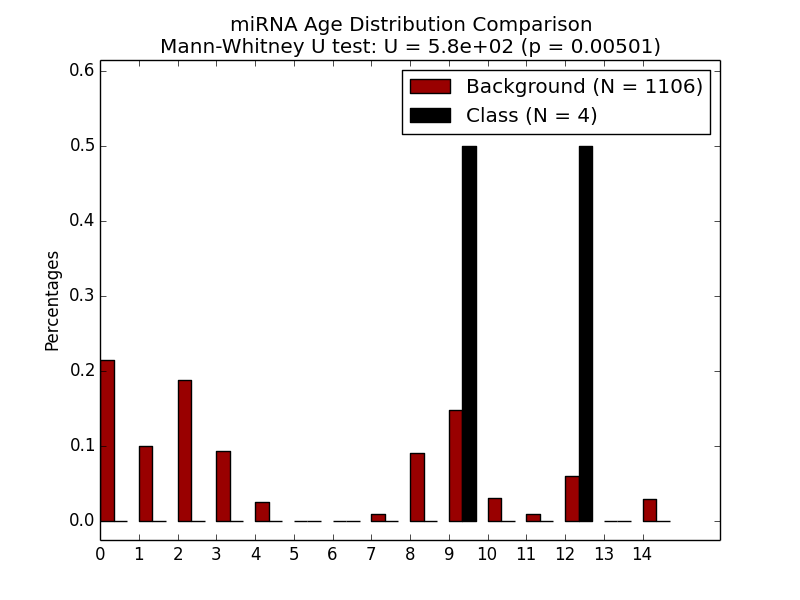 miRNA Age Distribution Comparison
Mann-Whitney U test: U = 5.8e+02 (p = 0.00501)
Background (N = 1106)
Class (N = 4)
Percentages
0.6
0.5
0.4
0.3
0.2
0.1
0.0
0 1 2 3 4 5 6 7 8 9 10 11 12 13 14